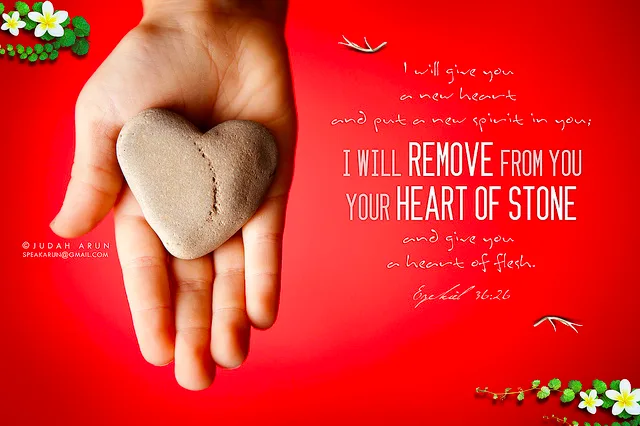 I will give you
a new heart
and put a new spirit in you;
I WILL REMOVE FROM YOU
YOUR HEART OF STONE
and give you
a heart of flesh.
Ezekiel 36:26
©JUDAH ARUN
SPEAKARUN@GMAIL.COM